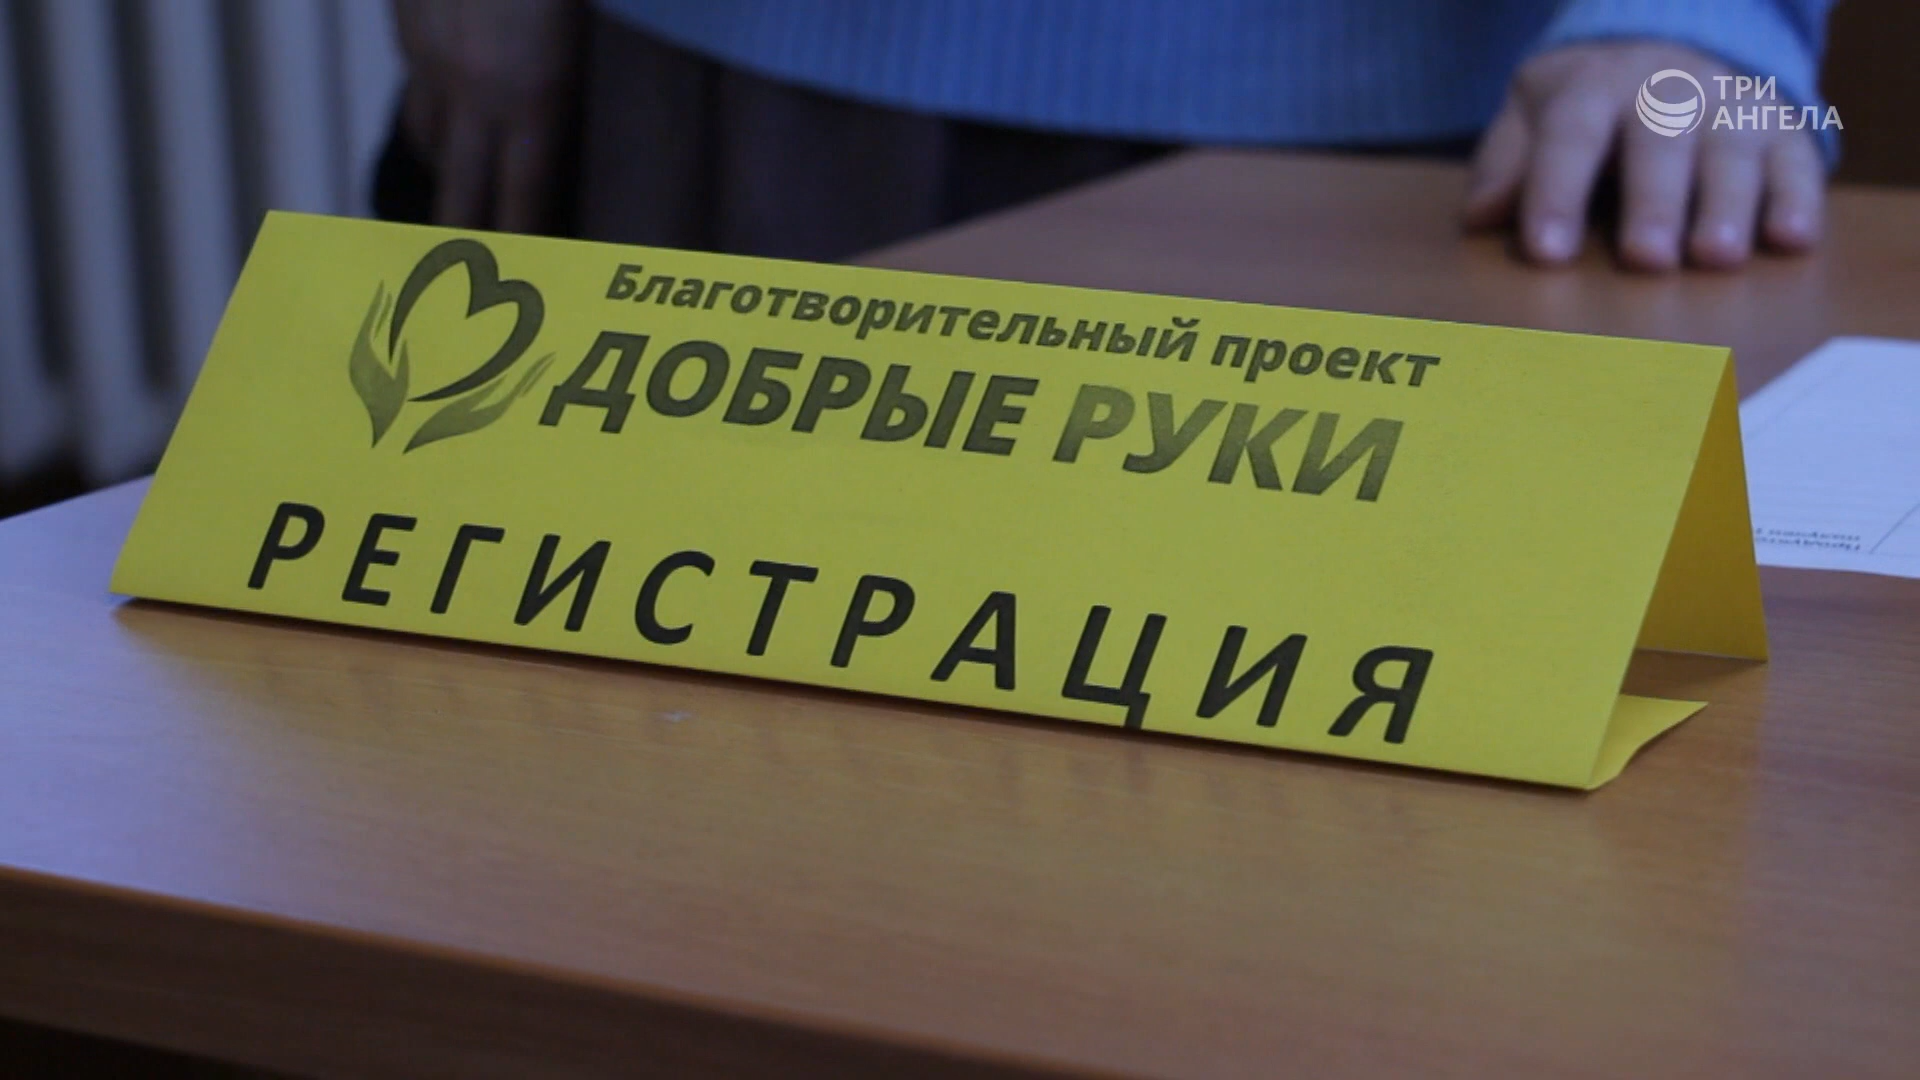 ТРИ
АНГЕЛА
Благотворительный проект
ДОБРЫЕ РУКИ
РЕГИСТРАЦИЯ